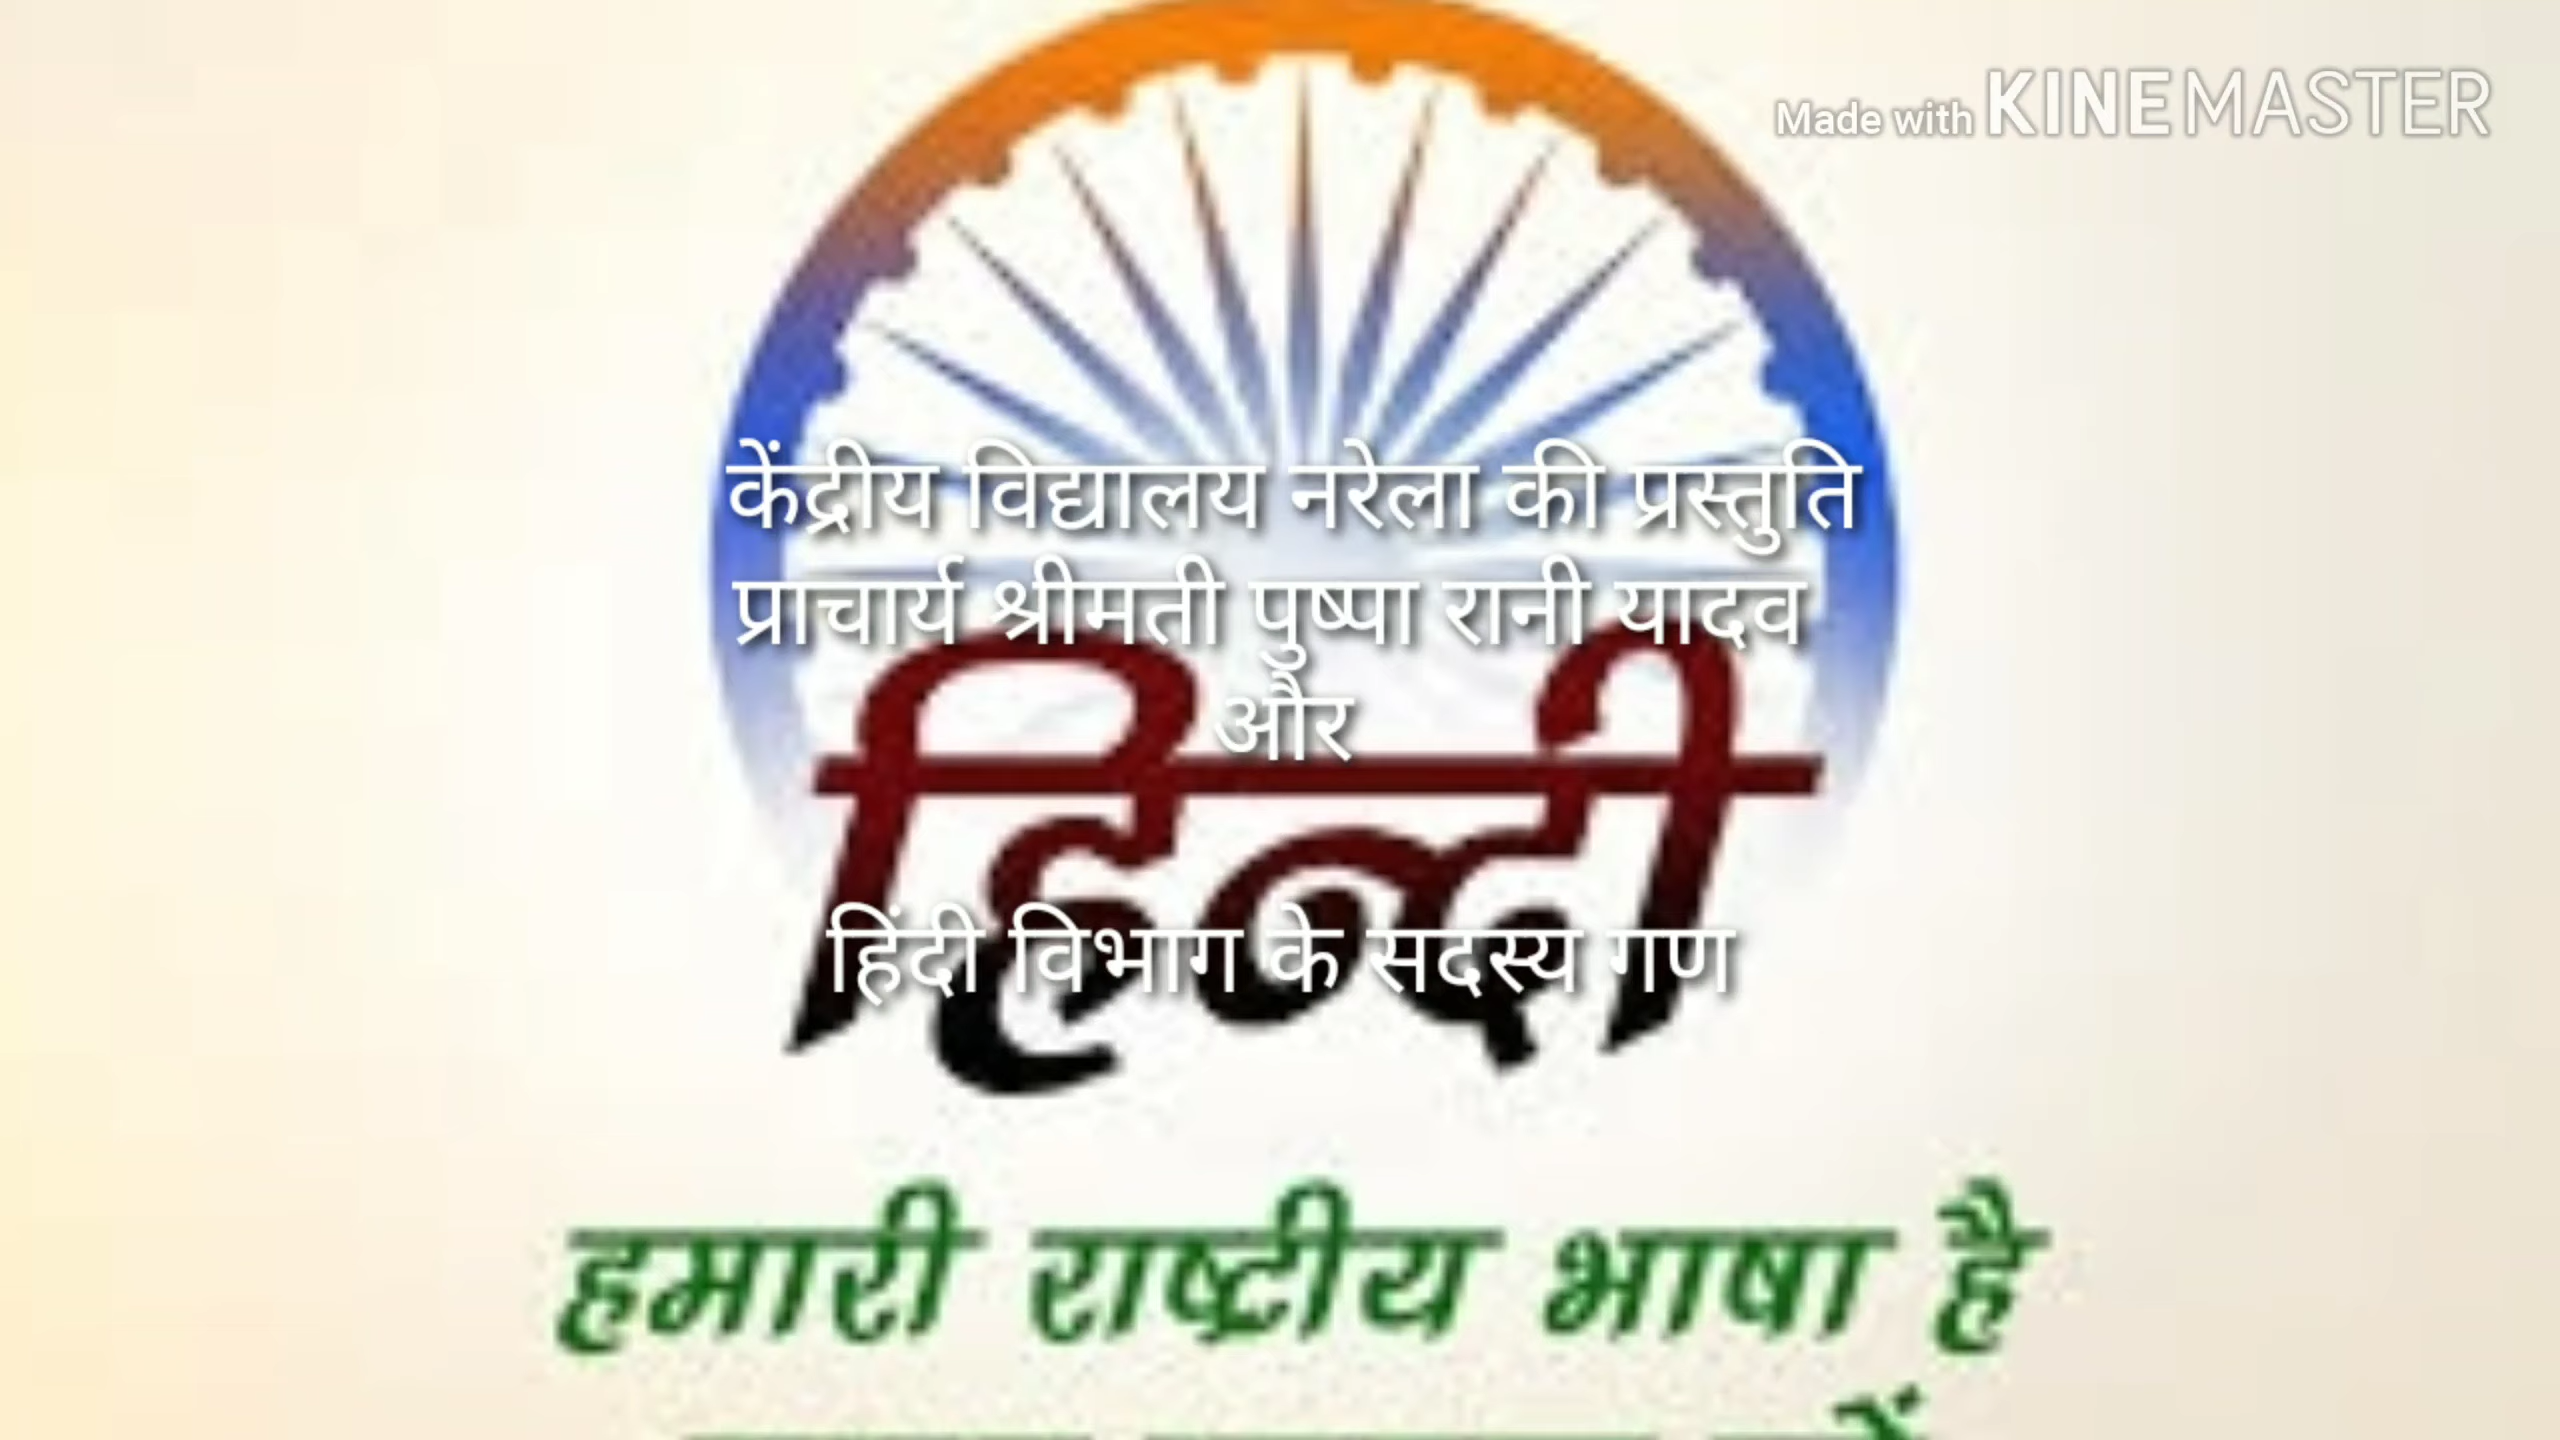 Made with KINEMASTER
केंद्रीय विद्यालय नरेला की प्रस्तुति
प्राचार्य श्रीमती पुष्पा रानी यादव
और
हिन्दी
हिंदी विभाग के सदस्य गण
हमारी राष्ट्रीय भाषा है